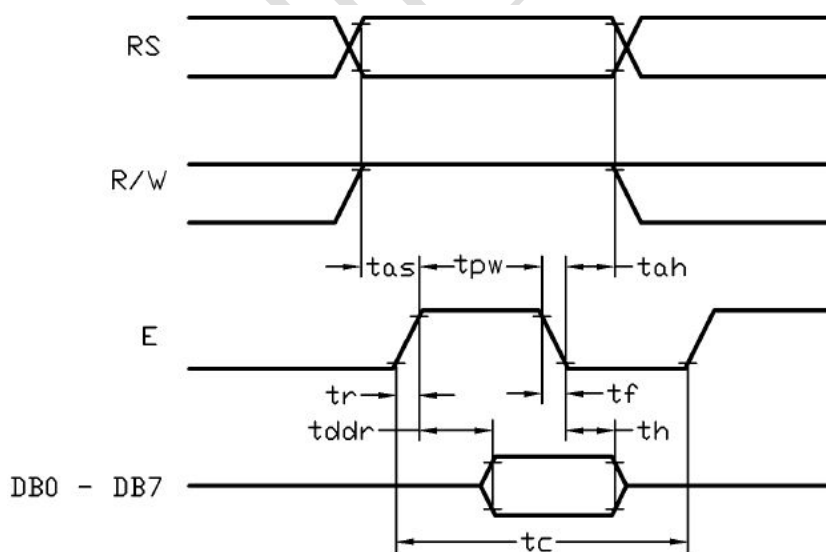 RS
R/W
tas tpw tah
E
tr tf
tddr th
DB0 - DB7
tc